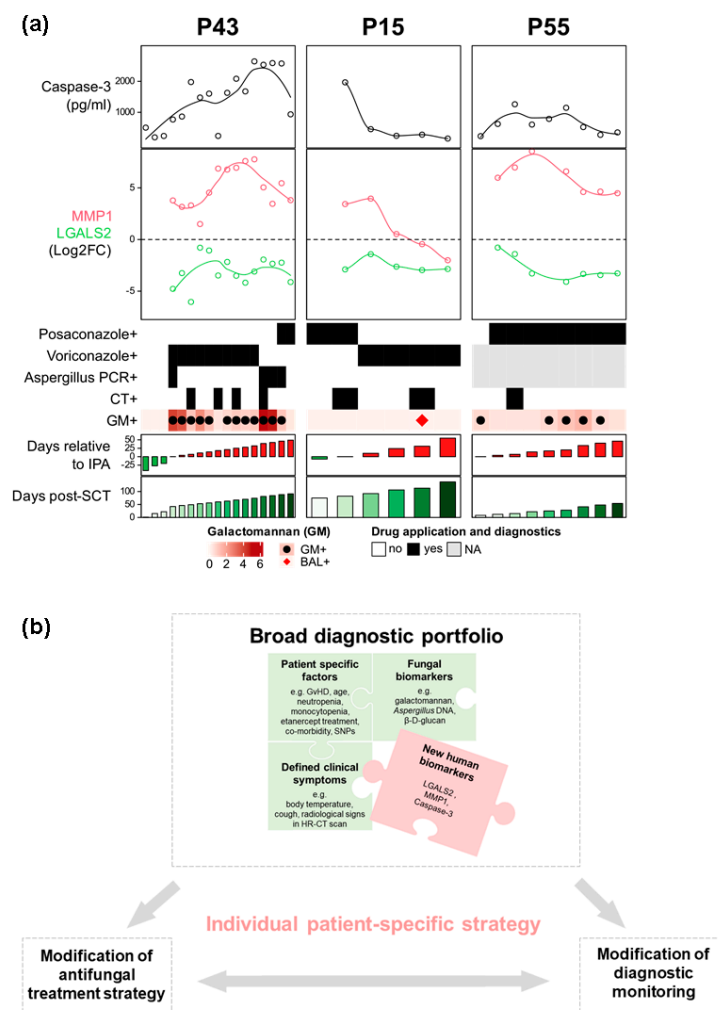 (a)
P43 P15 P55
Caspase-3
(pg/ml)
2000
1000
MMP1
LGALS2
(Log2FC)
5
0
-5
Posaconazole+
Voriconazole+
Aspergillus PCR+
CT+
GM+
Days relative
to IPA
50
25
0
-25
Days post-SCT
100
50
0
Galactomannan (GM)
0 2 4 6
GM+
BAL+
Drug application and diagnostics
no yes NA
(b)
Broad diagnostic portfolio
Patient specific
factors
e.g. GvHD, age,
neutropenia,
monocytopenia,
etanercept treatment,
co-morbidity, SNPs
Fungal
biomarkers
e.g.
galactomannan,
Aspergillus DNA,
β-D-glucan
Defined clinical
symptoms
e.g.
body temperature,
cough, radiological signs
in HR-CT scan
New human
biomarkers
LGALS2 ,
MMP1,
Caspase-3
Individual patient-specific strategy
Modification of
antifungal
treatment strategy
Modification of
diagnostic
monitoring